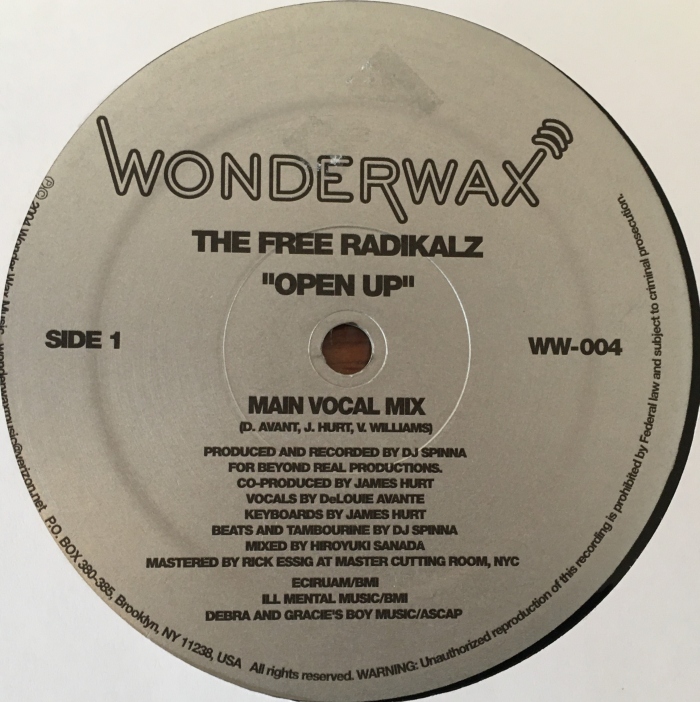 WONDERWAX
THE FREE RADIKALZ
"OPEN UP"
SIDE 1
WW-004
MAIN VOCAL MIX
(D. AVANT, J. HURT, V. WILLIAMS)
PRODUCED AND RECORDED BY DJ SPINNA
FOR BEYOND REAL PRODUCTIONS.
CO-PRODUCED BY JAMES HURT
VOCALS BY DeLOUIE AVANTE
KEYBOARDS BY JAMES HURT
BEATS AND TAMBOURINE BY DJ SPINNA
MIXED BY HIROYUKI SANADA
MASTERED BY RICK ESSIG AT MASTER CUTTING ROOM, NYC
ECIRUAM/BMI
ILL MENTAL MUSIC/BMI
DEBRA AND GRACIE'S BOY MUSIC/ASCAP
℗© 2004 Wonder Wax Music. P.O. BOX 380-385, Brooklyn, NY 11238, USA All rights reserved. WARNING: Unauthorized reproduction of this recording is prohibited by Federal law and subject to criminal prosecution.